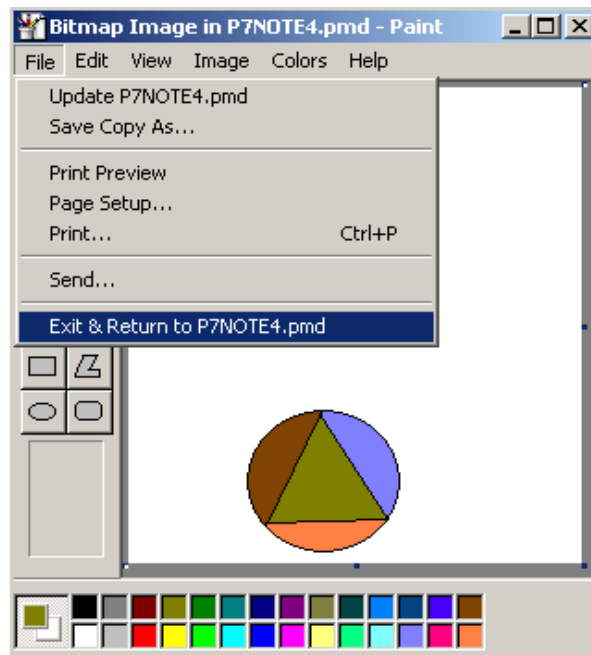 Bitmap Image in P7NOTE4.pmd - Paint
File Edit View Image Colors Help
Update P7NOTE4.pmd
Save Copy As...
Print Preview
Page Setup...
Print... Ctrl+P
Send...
Exit & Return to P7NOTE4.pmd